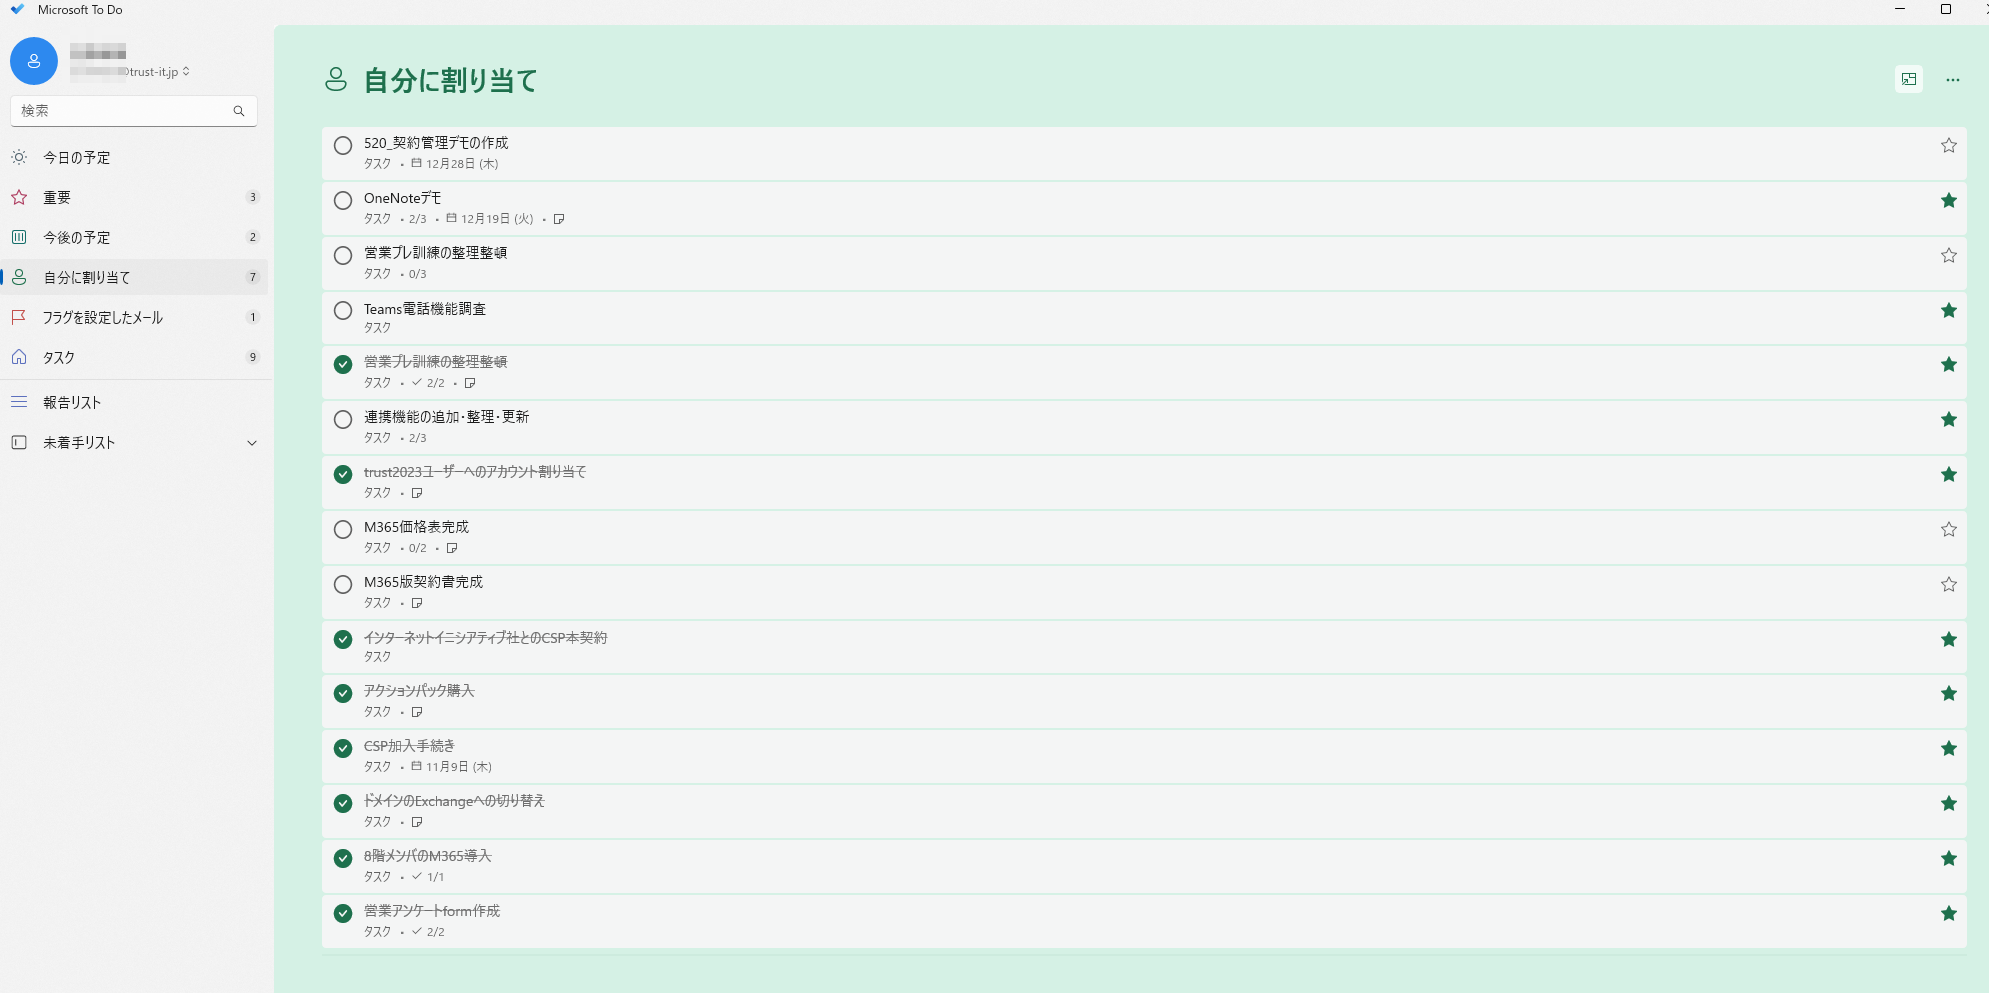 Microsoft To Do
trust-it.jp
検索
今日の予定
重要 3
今後の予定 2
自分に割り当て 7
フラグを設定したメール 1
タスク 9
報告リスト
未着手リスト
自分に割り当て
520_契約管理デモの作成
タスク • 12月28日 (木)
OneNoteデモ
タスク • 2/3 • 12月19日 (火) •
営業プレ訓練の整理整頓
タスク • 0/3
Teams電話機能調査
タスク
営業プレ訓練の整理整頓
タスク • 2/2 •
連携機能の追加・整理・更新
タスク • 2/3
trust2023ユーザーへのアカウント割り当て
タスク •
M365価格表完成
タスク • 0/2 •
M365版契約書完成
タスク •
インターネットイニシアティブ社とのCSP本契約
タスク
アクションパック購入
タスク •
CSP加入手続き
タスク • 11月9日 (木)
ドメインのExchangeへの切り替え
タスク •
8階メンバのM365導入
タスク • 1/1
営業アンケートform作成
タスク • 2/2